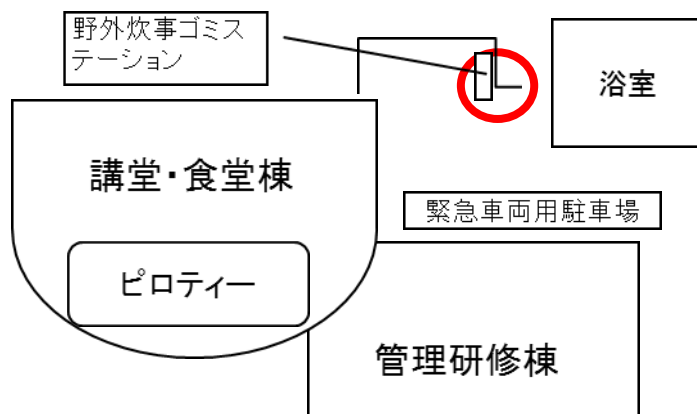 野外炊事ゴミス
テーション
浴室
講堂・食堂棟
緊急車両用駐車場
ピロティー
管理研修棟